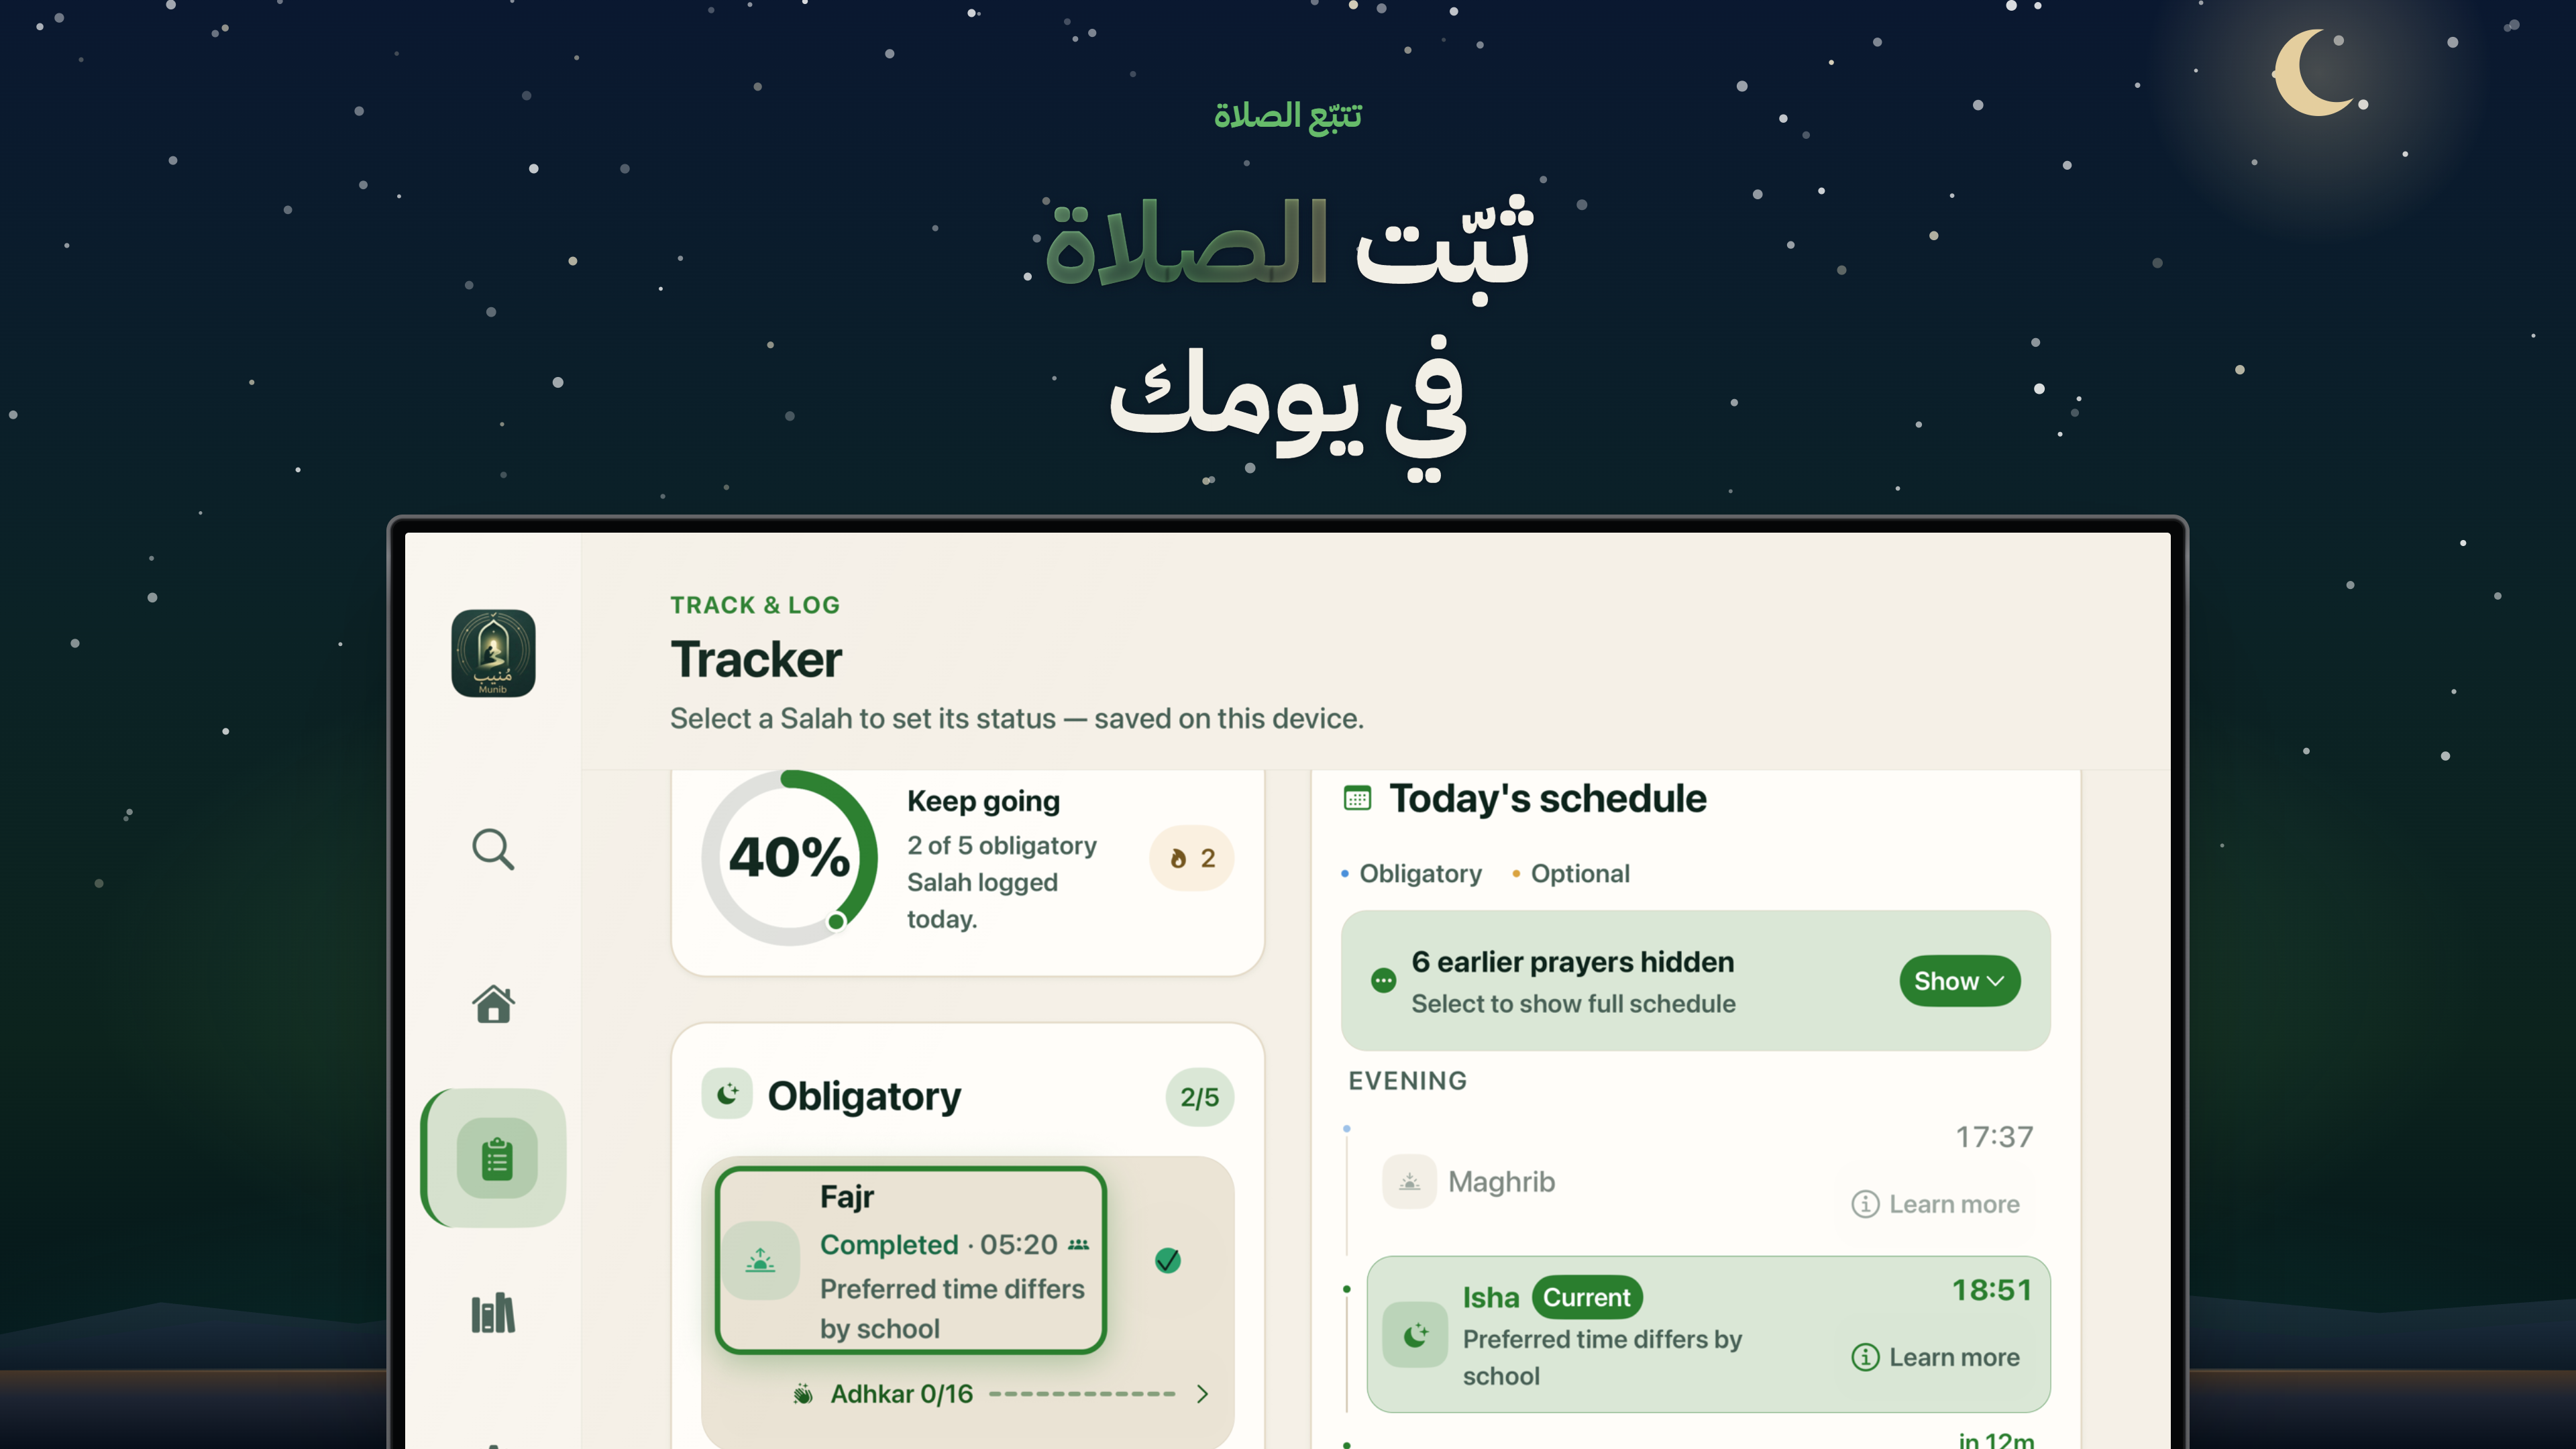 تتبّع الصلاة
ثبّت الصلاة
في يومك
مُنيب
Munib
TRACK & LOG
Tracker
Select a Salah to set its status — saved on this device.
40%
Keep going
2 of 5 obligatory
Salah logged
today.
2
Obligatory
2/5
Fajr
Completed · 05:20
Preferred time differs
by school
Adhkar 0/16
Today's schedule
Obligatory
Optional
6 earlier prayers hidden
Select to show full schedule
Show
EVENING
17:37
Maghrib
Learn more
Isha
Current
18:51
Preferred time differs by
school
Learn more
in 12m